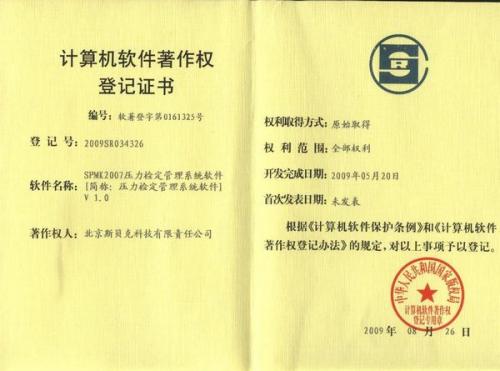 计算机软件著作权
登记证书
编号: 软著登字第0161325号
登 记 号: 2009SR034326
软件名称: SPMK2007压力检定管理系统软件
[简称: 压力检定管理系统软件]
V 1.0
著作权人: 北京斯贝克科技有限责任公司
权利取得方式: 原始取得
权 利 范 围: 全部权利
开发完成日期: 2009年05月20日
首次发表日期: 未发表
根据《计算机软件保护条例》和《计算机软件
著作权登记办法》的规定,对以上事项予以登记。
中华人民共和国国家版权局
计算机软件著作权
登记专用章
2009 年 08 月 26 日